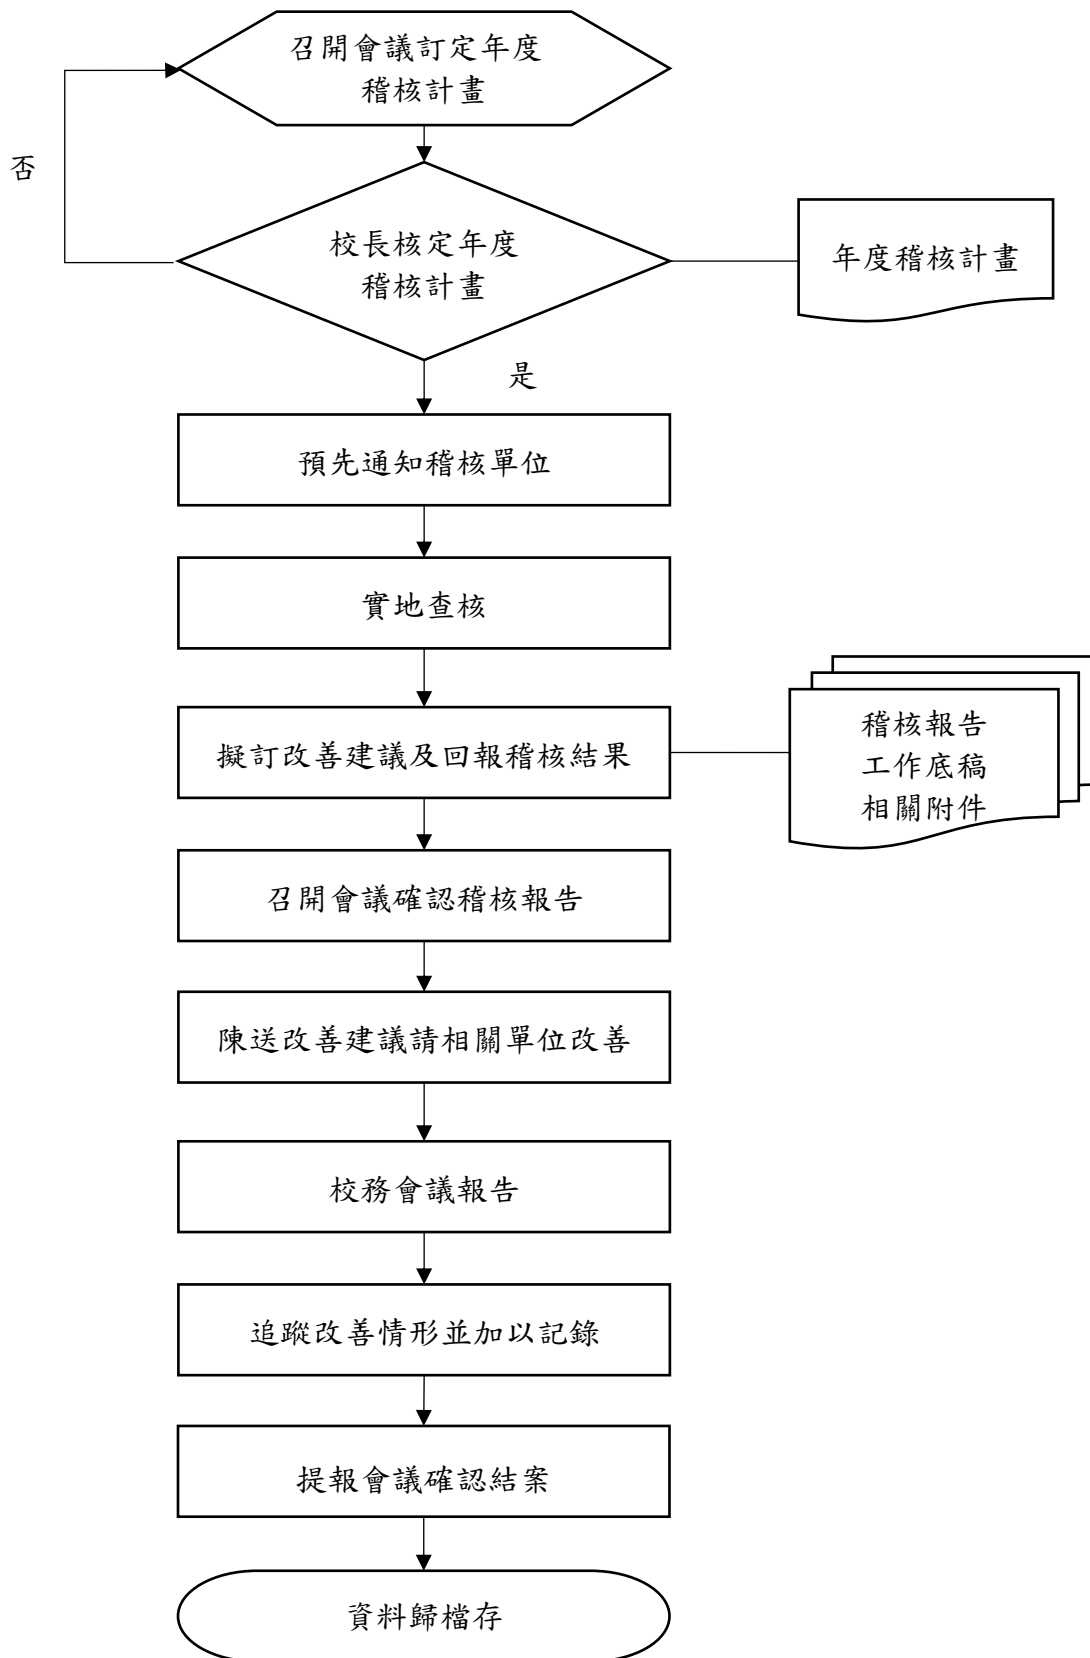 召開會議訂定年度
稽核計畫
否
校長核定年度
稽核計畫
年度稽核計畫
是
預先通知稽核單位
實地查核
擬訂改善建議及回報稽核結果
稽核報告
工作底稿
相關附件
召開會議確認稽核報告
陳送改善建議請相關單位改善
校務會議報告
追蹤改善情形並加以記錄
提報會議確認結案
資料歸檔存